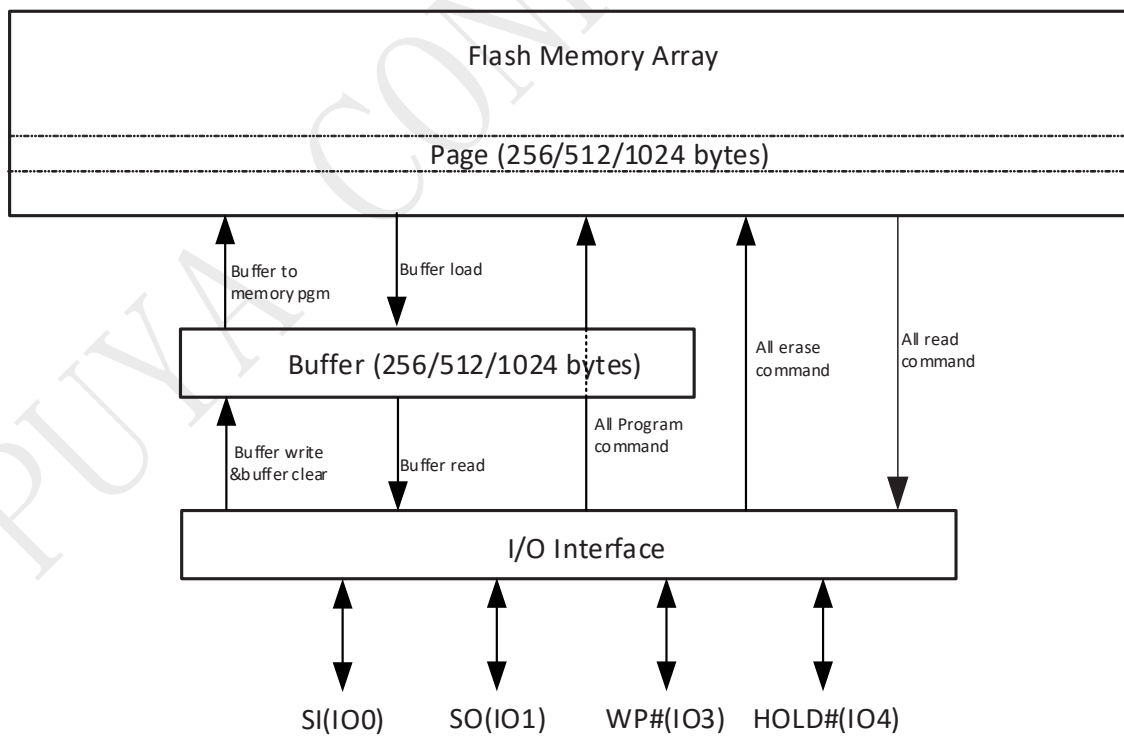 Flash Memory Array
Page (256/512/1024 bytes)
Buffer to
memory pgm
Buffer load
All erase
command
All read
command
Buffer (256/512/1024 bytes)
Buffer write
&buffer clear
Buffer read
All Program
command
I/O Interface
SI(IO0)
SO(IO1)
WP#(IO3)
HOLD#(IO4)
PUYA CON